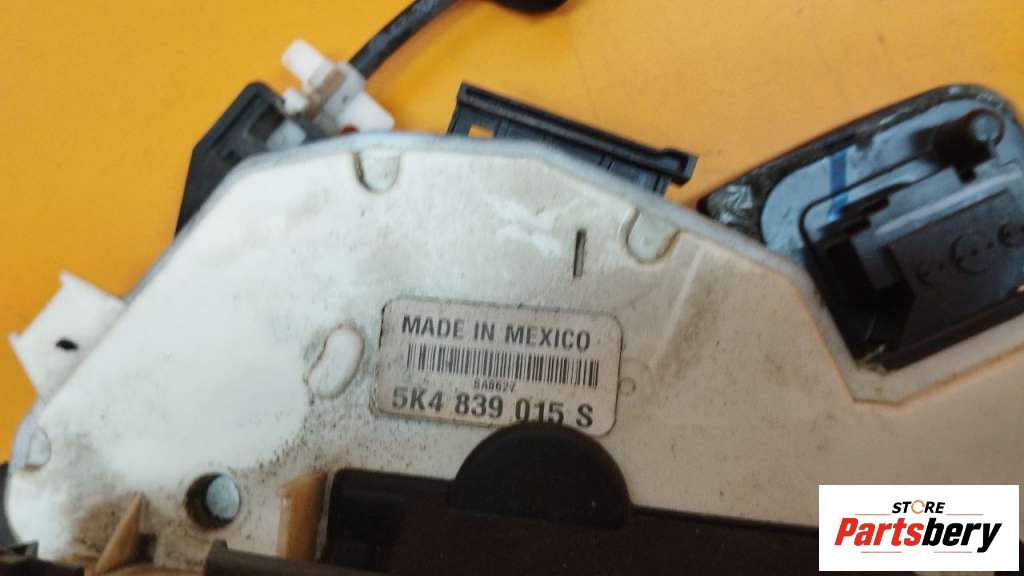 MADE IN MEXICO
5K4 839 015 S
STORE
Partsbery